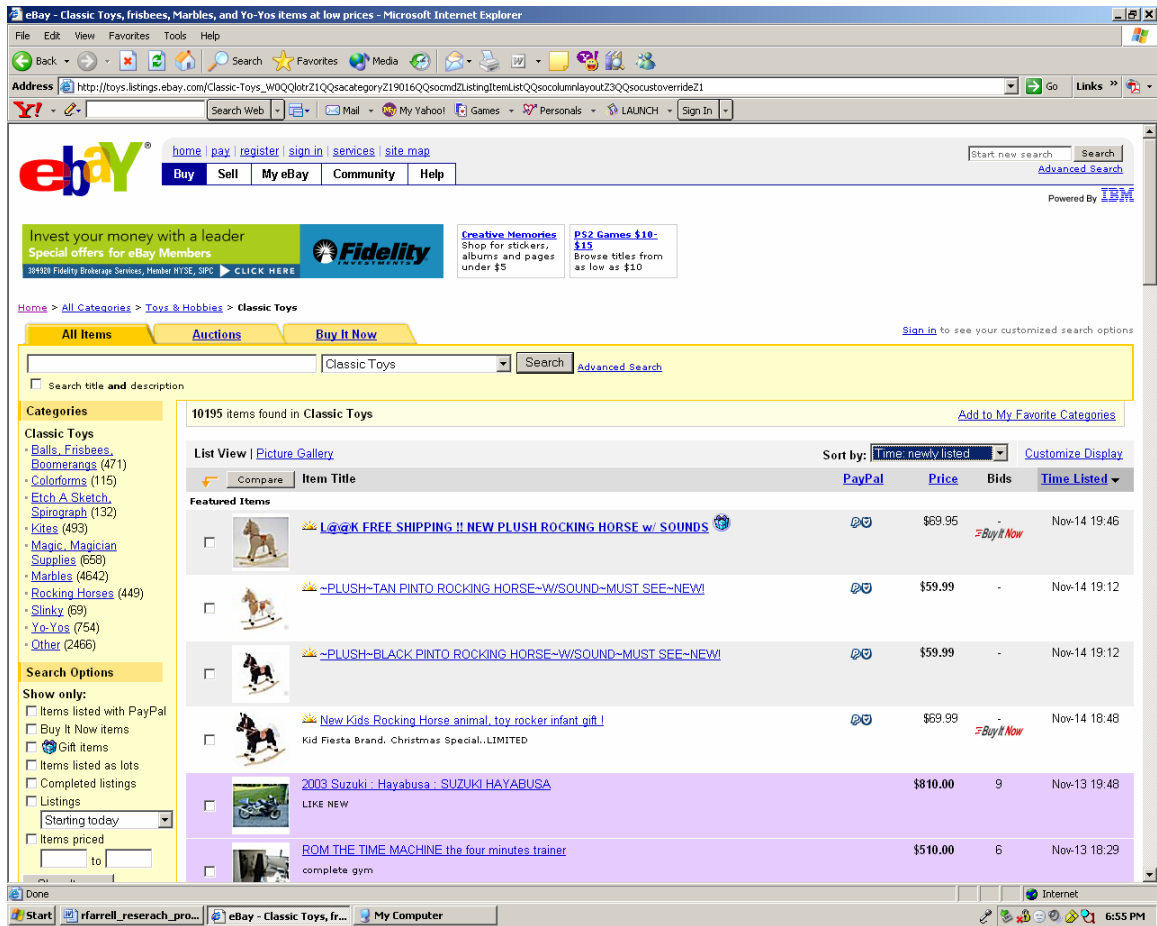 eBay - Classic Toys, frisbees, Marbles, and Yo-Yos items at low prices - Microsoft Internet Explorer
File Edit View Favorites Tools Help
Back Search Favorites Media
Address http://toys.listings.ebay.com/Classic-Toys_W0QQlotrZ1QQsacategoryZ19016QQsocmdZListingItemListQQsocolumnlayoutZ3QQsocustoverrideZ1 Go Links »
Y! Search Web Mail My Yahoo! Games Personals LAUNCH Sign In
ebY®
home | pay | register | sign in | services | site map
Start new search Search
Buy Sell My eBay Community Help
Advanced Search
Powered By IBM
Invest your money with a leader
Special offers for eBay Members
384920 Fidelity Brokerage Services, Member NYSE, SIPC CLICK HERE
Fidelity
INVESTMENTS
Creative Memories
Shop for stickers,
albums and pages
under $5
PS2 Games $10-
$15
Browse titles from
as low as $10
Home > All Categories > Toys & Hobbies > Classic Toys
All Items Auctions Buy It Now
Sign in to see your customized search options
Classic Toys Search Advanced Search
Search title and description
Categories
Classic Toys
Balls, Frisbees,
Boomerangs (471)
Colorforms (115)
Etch A Sketch,
Spirograph (132)
Kites (493)
Magic, Magician
Supplies (658)
Marbles (4642)
Rocking Horses (449)
Slinky (69)
Yo-Yos (754)
Other (2466)
Search Options
Show only:
Items listed with PayPal
Buy It Now items
Gift items
Items listed as lots
Completed listings
Listings
Starting today
Items priced
to
10195 items found in Classic Toys Add to My Favorite Categories
List View | Picture Gallery Sort by: Time: newly listed Customize Display
Compare Item Title PayPal Price Bids Time Listed
Featured Items
L@@K FREE SHIPPING !! NEW PLUSH ROCKING HORSE w/ SOUNDS $69.95 - Nov-14 19:46
Buy It Now
~PLUSH~TAN PINTO ROCKING HORSE~W/SOUND~MUST SEE~NEW! $59.99 - Nov-14 19:12
~PLUSH~BLACK PINTO ROCKING HORSE~W/SOUND~MUST SEE~NEW! $59.99 - Nov-14 19:12
New Kids Rocking Horse animal, toy rocker infant gift ! $69.99 - Nov-14 18:48
Buy It Now
Kid Fiesta Brand. Christmas Special..LIMITED
2003 Suzuki : Hayabusa : SUZUKI HAYABUSA $810.00 9 Nov-13 19:48
LIKE NEW
ROM THE TIME MACHINE the four minutes trainer $510.00 6 Nov-13 18:29
complete gym
Done Internet
Start rfarrell_reserach_pro... eBay - Classic Toys, fr... My Computer 6:55 PM